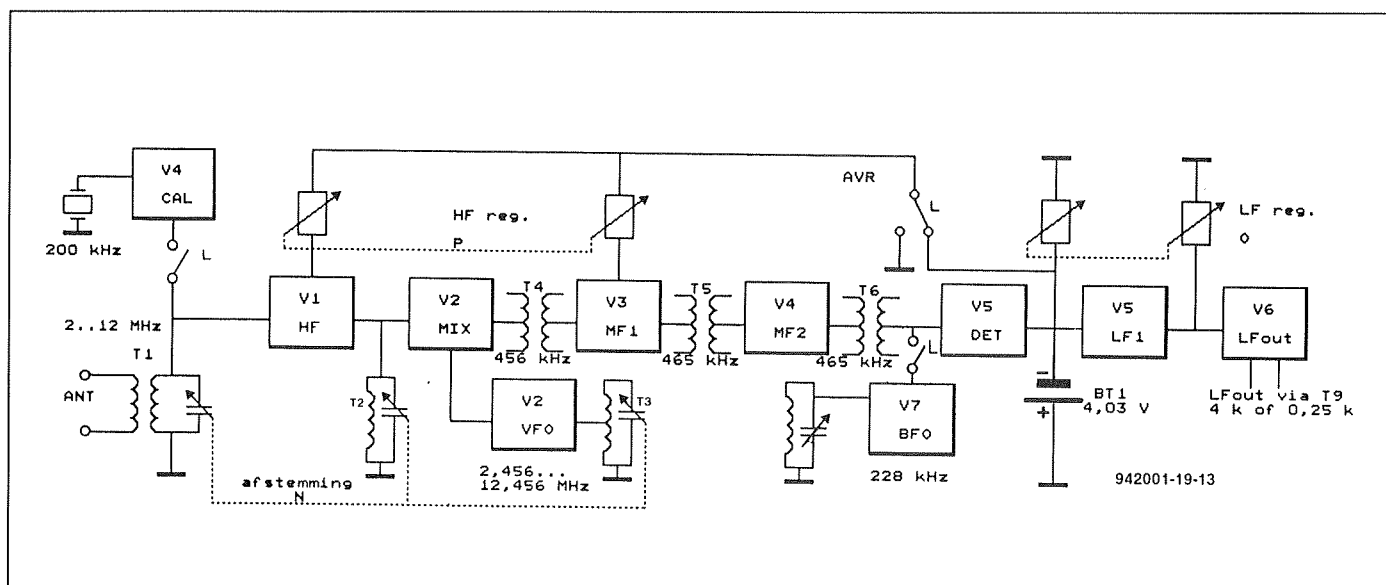 V4
CAL
200 kHz
L
AVR
L
HF reg.
P
LF reg.
O
2..12 MHz
T1
ANT
V1
HF
V2
MIX
T4
456 kHz
V3
MF1
T5
465 kHz
V4
MF2
T6
465 kHz
L
V5
DET
V5
LF1
V6
LFout
T2
V2
VFO
T3
2,456...
12,456 MHz
V7
BFO
228 kHz
-
+
BT1
4,03 V
LFout via T9
4 k of 0,25 k
afstemming
N
942001-19-13